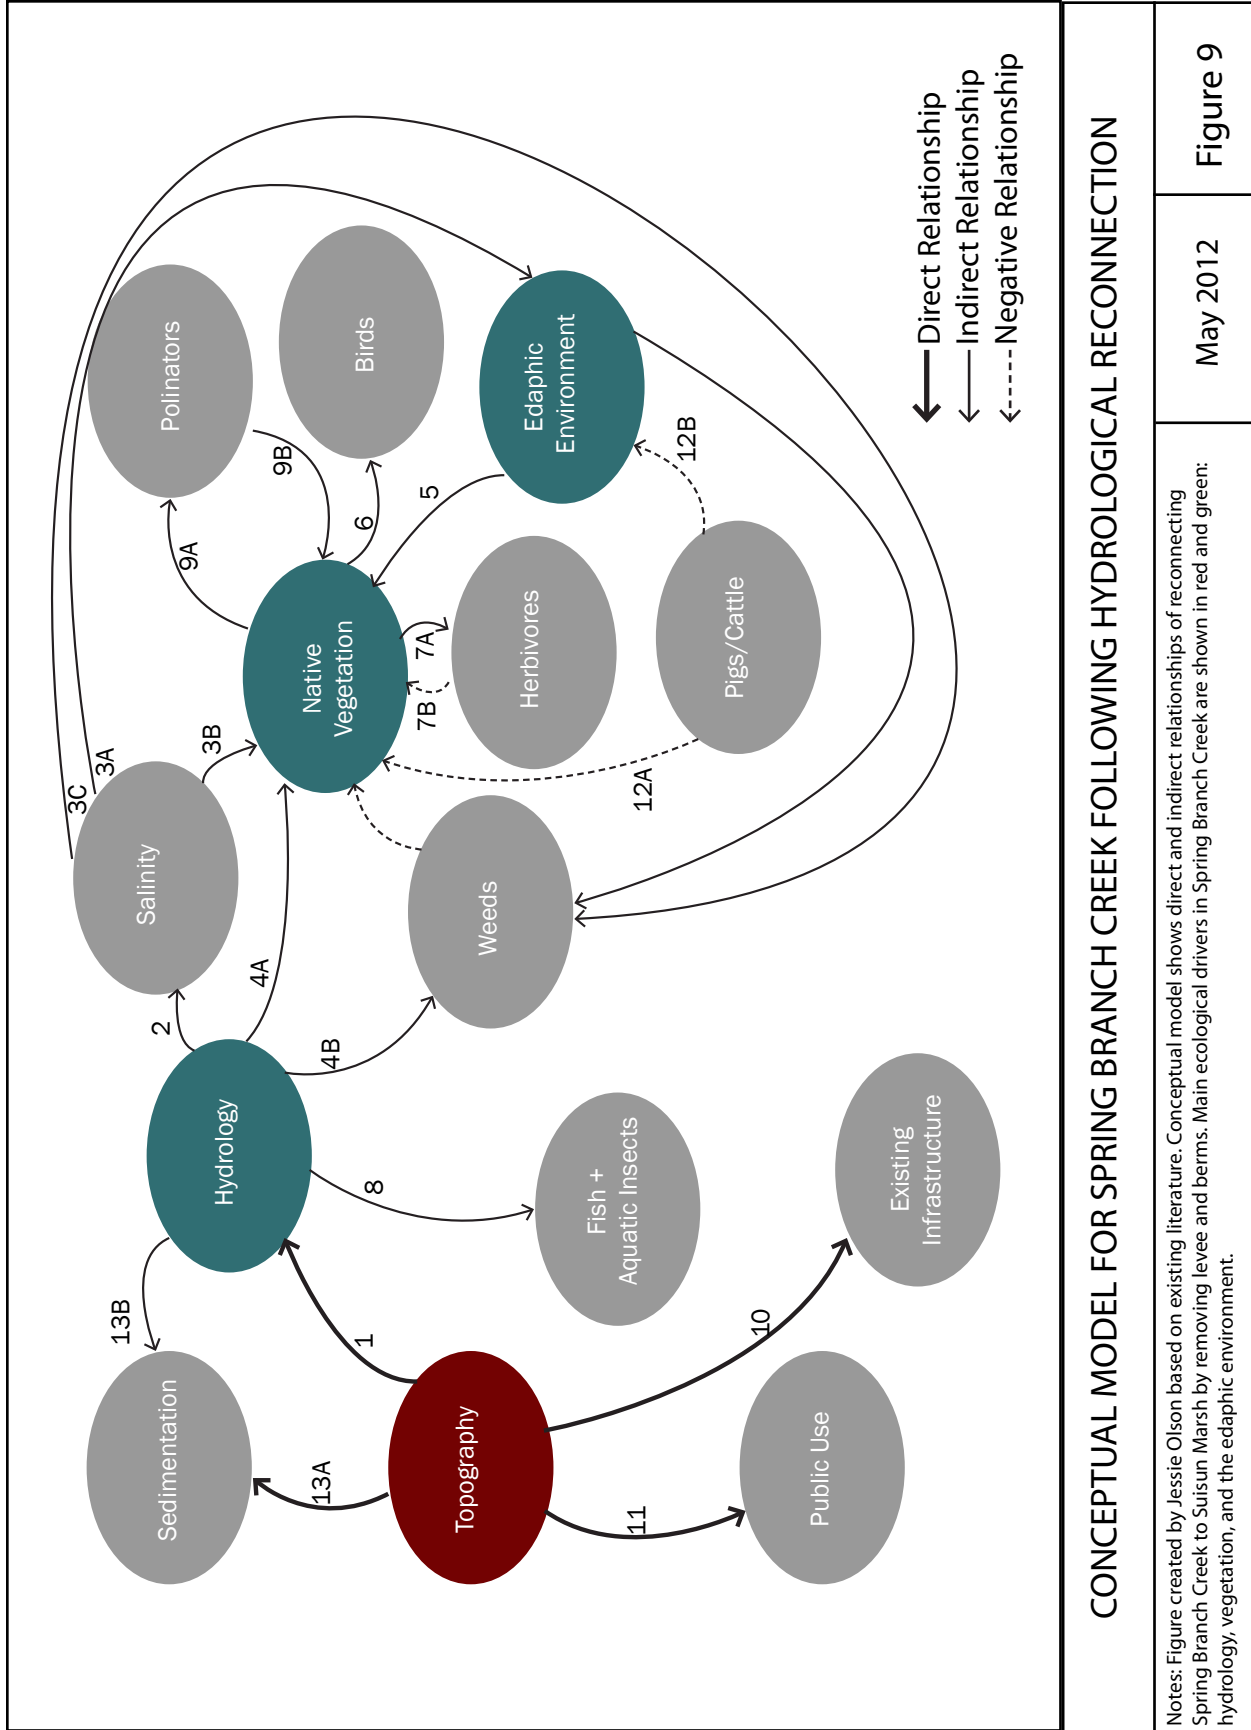 3C
3A
Salinity
3B
2
4A
Hydrology
13B
Sedimentation
13A
1
Topography
4B
8
Fish +
Aquatic Insects
Weeds
Native
Vegetation
9A
Polinators
9B
6
Birds
5
Edaphic
Environment
7A
7B
Herbivores
12A
12B
Pigs/Cattle
10
Existing
Infrastructure
11
Public Use
Direct Relationship
Indirect Relationship
Negative Relationship
CONCEPTUAL MODEL FOR SPRING BRANCH CREEK FOLLOWING HYDROLOGICAL RECONNECTION
Notes: Figure created by Jessie Olson based on existing literature. Conceptual model shows direct and indirect relationships of reconnecting
Spring Branch Creek to Suisun Marsh by removing levee and berms. Main ecological drivers in Spring Branch Creek are shown in red and green:
hydrology, vegetation, and the edaphic environment.
May 2012
Figure 9